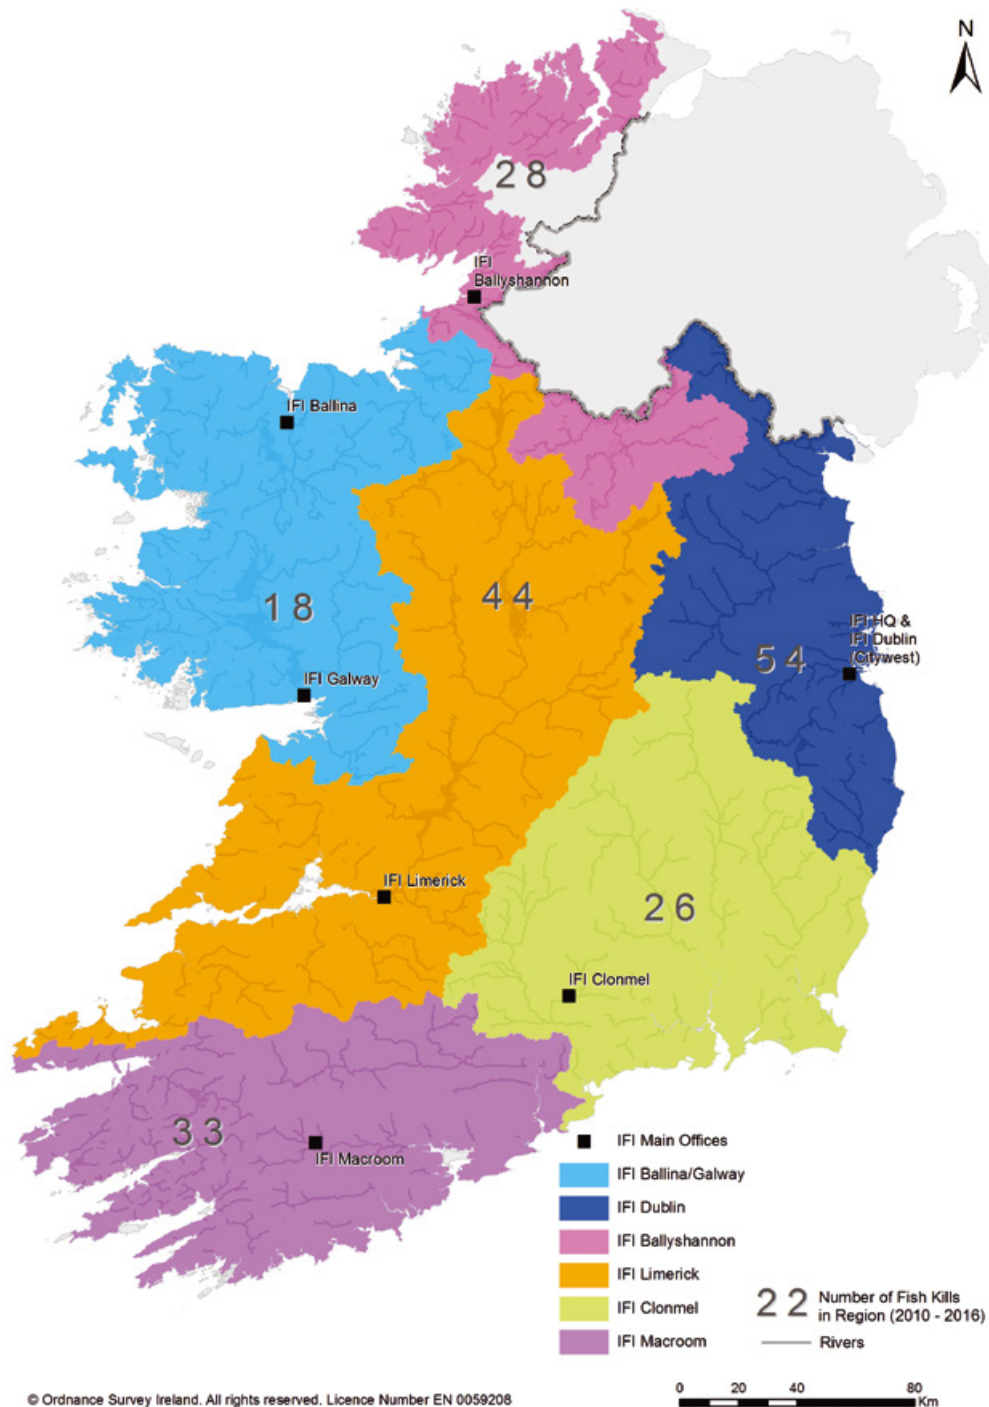 N
28
IFI
Ballyshannon
IFI Ballina
18
44
IFI HQ &
IFI Dublin
(Citywest)
54
IFI Galway
IFI Limerick
26
IFI Clonmel
33
IFI Macroom
IFI Main Offices
IFI Ballina/Galway
IFI Dublin
IFI Ballyshannon
IFI Limerick
IFI Clonmel
IFI Macroom
22 Number of Fish Kills
in Region (2010 - 2016)
Rivers
© Ordnance Survey Ireland. All rights reserved. Licence Number EN 0059208
0 20 40 80
Km